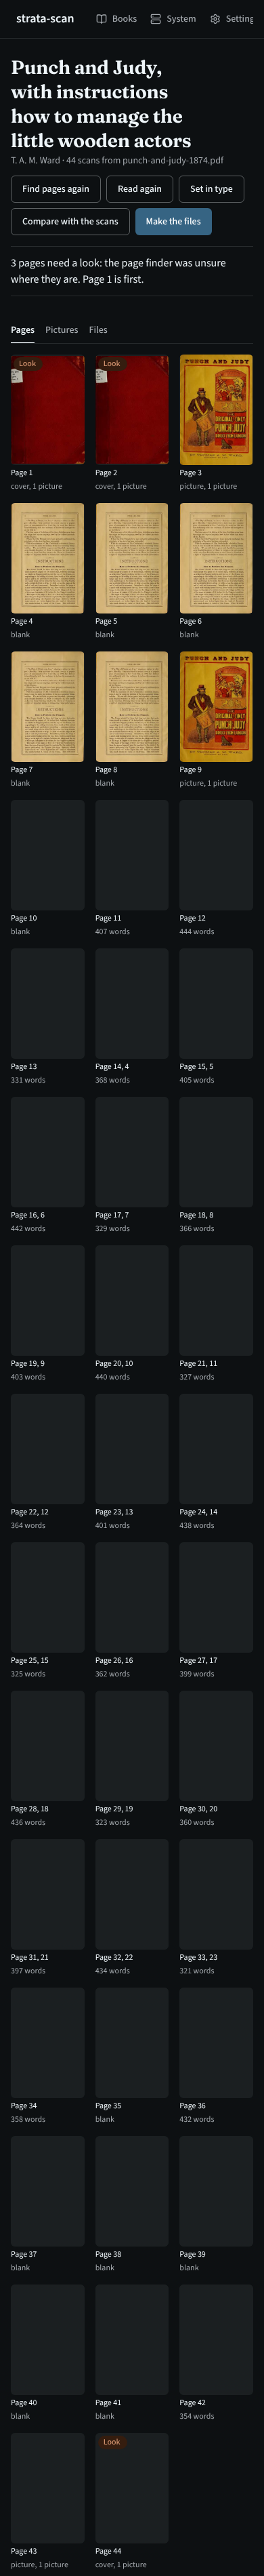 strata-scan Books System Setting
Punch and Judy,
with instructions
how to manage the
little wooden actors
T. A. M. Ward · 44 scans from punch-and-judy-1874.pdf
Find pages again Read again Set in type
Compare with the scans Make the files
3 pages need a look: the page finder was unsure
where they are. Page 1 is first.
Pages Pictures Files
Look Look PUNCH AND JUDY
ORIGINAL ONLY
PUNCH JUDY
Page 1 Page 2 Page 3
cover, 1 picture cover, 1 picture picture, 1 picture
INSTRUCTIONS INSTRUCTIONS INSTRUCTIONS
Page 4 Page 5 Page 6
blank blank blank
INSTRUCTIONS INSTRUCTIONS PUNCH AND JUDY
ORIGINAL ONLY
PUNCH JUDY
Page 7 Page 8 Page 9
blank blank picture, 1 picture
Page 10 Page 11 Page 12
blank 407 words 444 words
Page 13 Page 14, 4 Page 15, 5
331 words 368 words 405 words
Page 16, 6 Page 17, 7 Page 18, 8
442 words 329 words 366 words
Page 19, 9 Page 20, 10 Page 21, 11
403 words 440 words 327 words
Page 22, 12 Page 23, 13 Page 24, 14
364 words 401 words 438 words
Page 25, 15 Page 26, 16 Page 27, 17
325 words 362 words 399 words
Page 28, 18 Page 29, 19 Page 30, 20
436 words 323 words 360 words
Page 31, 21 Page 32, 22 Page 33, 23
397 words 434 words 321 words
Page 34 Page 35 Page 36
358 words blank 432 words
Page 37 Page 38 Page 39
blank blank blank
Page 40 Page 41 Page 42
blank blank 354 words
Look
Page 43 Page 44
picture, 1 picture cover, 1 picture